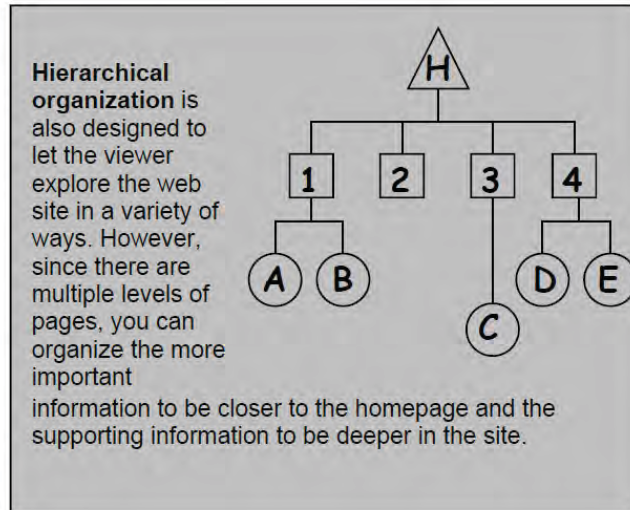 Hierarchical
organization is
also designed to
let the viewer
explore the web
site in a variety of
ways. However,
since there are
multiple levels of
pages, you can
organize the more
important
information to be closer to the homepage and the
supporting information to be deeper in the site.
H
1 2 3 4
A B D E
C